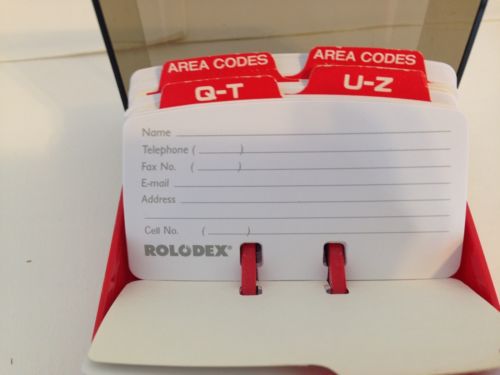 AREA CODES AREA CODES
Q-T U-Z
Name
Telephone ( )
Fax No. ( )
E-mail
Address
Cell No. ( )
ROLODEX®